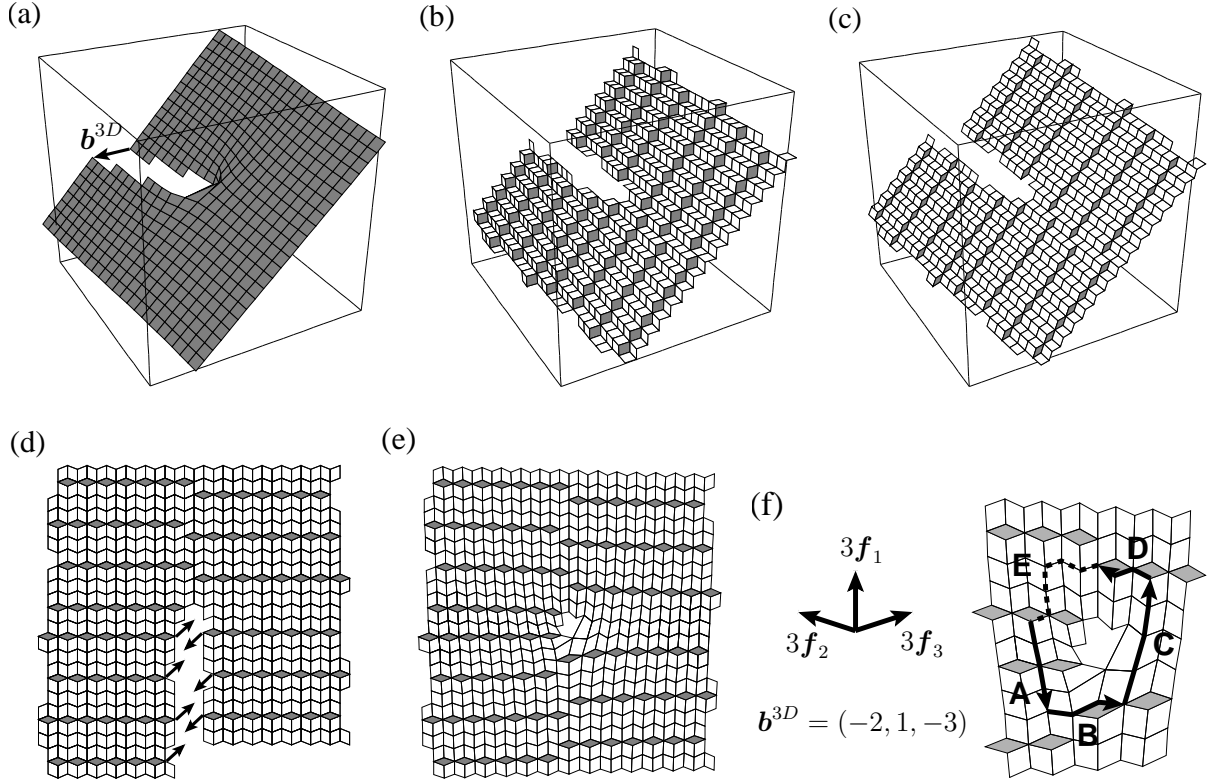 (a)
(b)
(c)
b^{3D}
(d)
(e)
(f)
3f_1
3f_2
3f_3
b^{3D} = (−2, 1, −3)
E
D
C
A
B